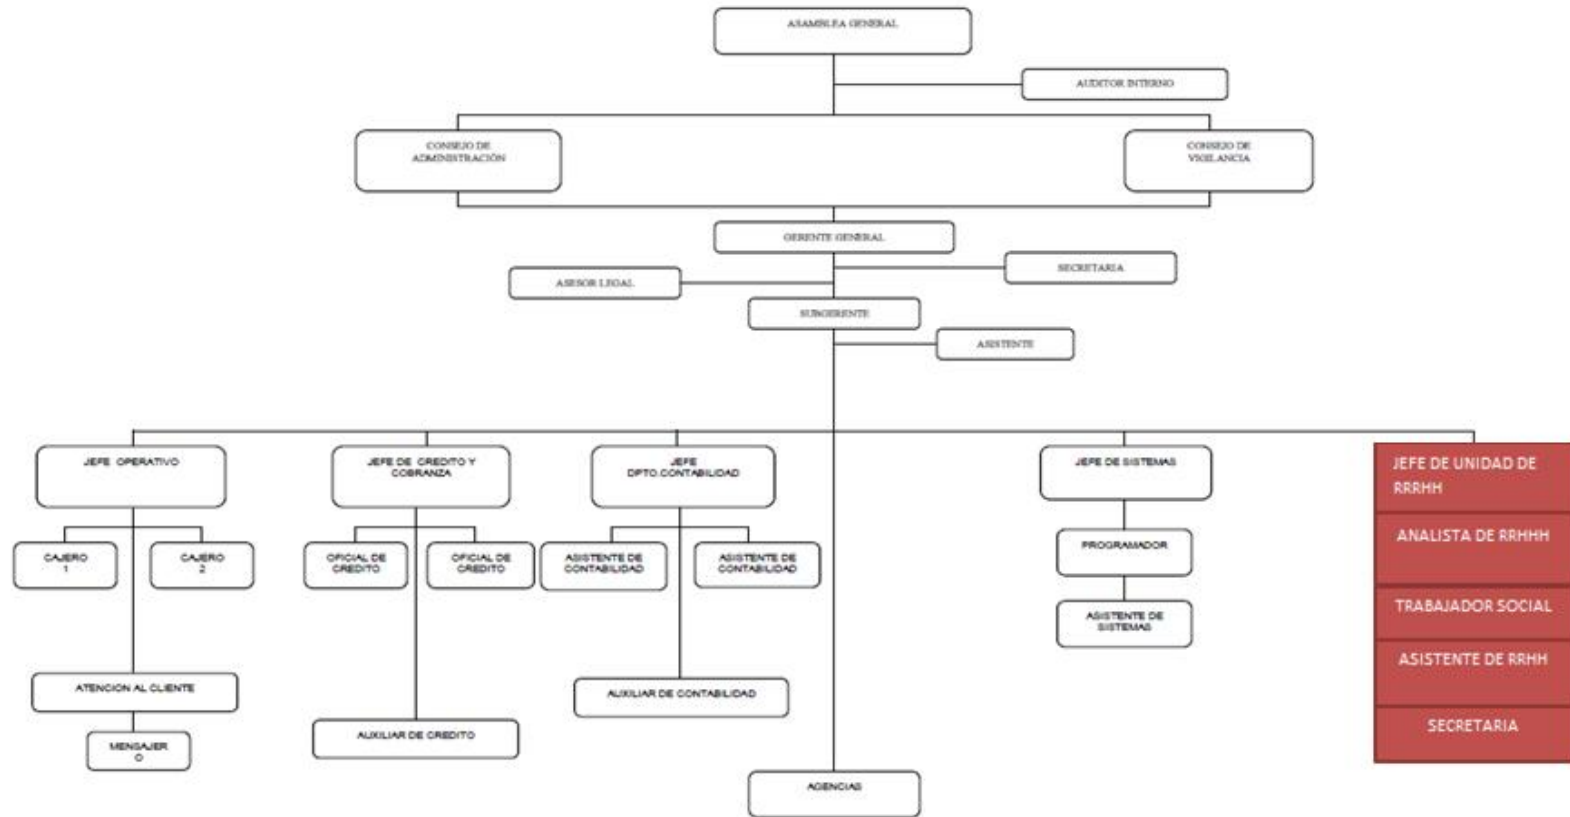 ASAMBLEA GENERAL
AUDITOR INTERNO
CONSEJO DE
ADMINISTRACIÓN
CONSEJO DE
VIGILANCIA
GERENTE GENERAL
SECRETARIA
ASESOR LEGAL
SUBGERENTE
ASISTENTE
JEFE OPERATIVO
JEFE DE CREDITO Y
COBRANZA
JEFE
DPTO.CONTABILIDAD
JEFE DE SISTEMAS
JEFE DE UNIDAD DE
RRRHH
CAJERO
1
CAJERO
2
OFICIAL DE
CREDITO
OFICIAL DE
CREDITO
ASISTENTE DE
CONTABILIDAD
ASISTENTE DE
CONTABILIDAD
PROGRAMADOR
ANALISTA DE RRHHH
ASISTENTE DE
SISTEMAS
TRABAJADOR SOCIAL
ASISTENTE DE RRHH
ATENCION AL CLIENTE
AUXILIAR DE CONTABILIDAD
SECRETARIA
MENSAJER
O
AUXILIAR DE CREDITO
AGENCIAS